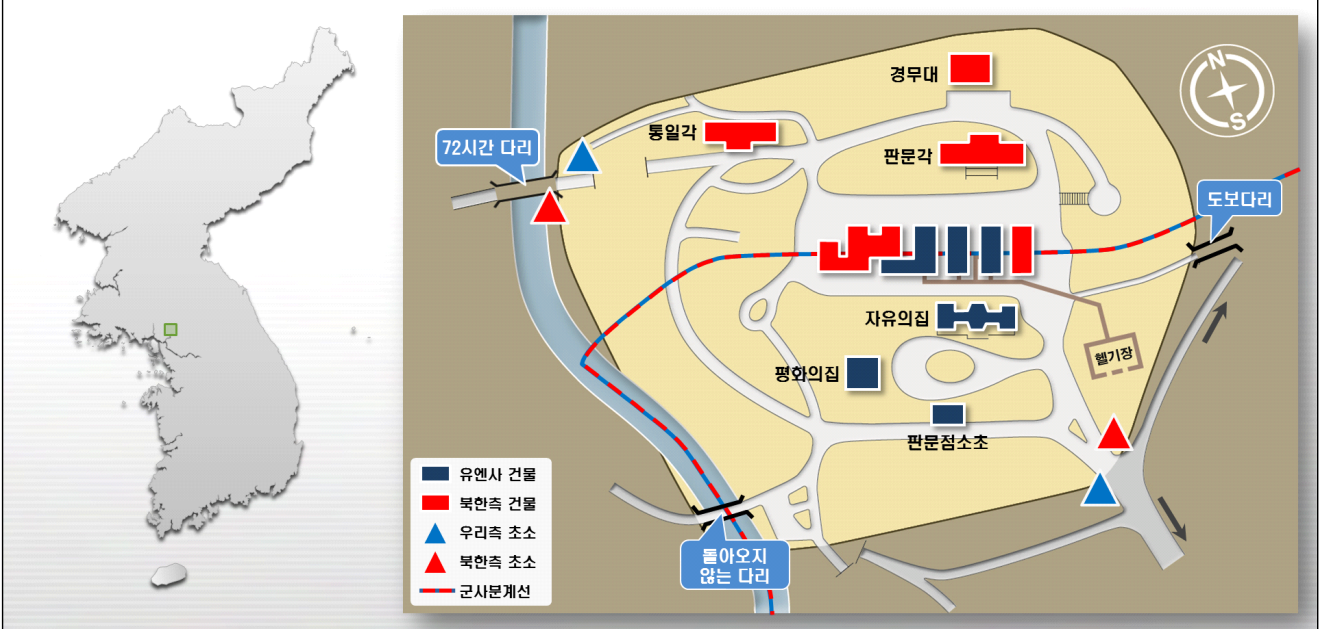 경무대
N
S
통일각
72시간 다리
판문각
도보다리
자유의집
헬기장
평화의집
판문점소초
유엔사 건물
북한측 건물
우리측 초소
북한측 초소
군사분계선
돌아오지
않는 다리